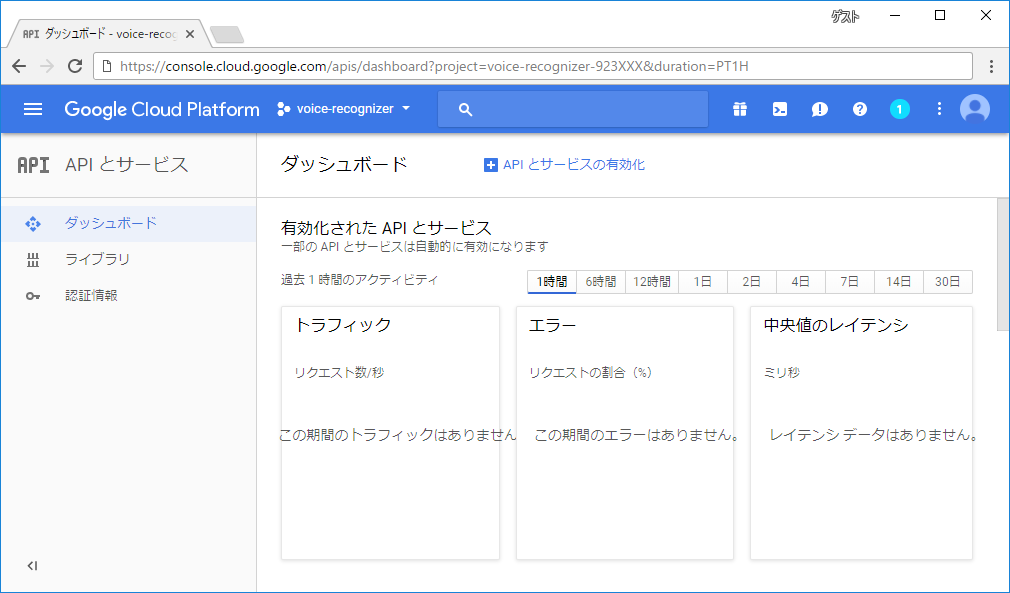 ゲスト
API ダッシュボード - voice-recog
https://console.cloud.google.com/apis/dashboard?project=voice-recognizer-923XXX&duration=PT1H
Google Cloud Platform voice-recognizer 1
API API とサービス
ダッシュボード API とサービスの有効化
ダッシュボード
ライブラリ
認証情報
有効化された API とサービス
一部の API とサービスは自動的に有効になります
過去 1 時間のアクティビティ
1時間 6時間 12時間 1日 2日 4日 7日 14日 30日
トラフィック
リクエスト数/秒
この期間のトラフィックはありません
エラー
リクエストの割合（%）
この期間のエラーはありません。
中央値のレイテンシ
ミリ秒
レイテンシ データはありません。